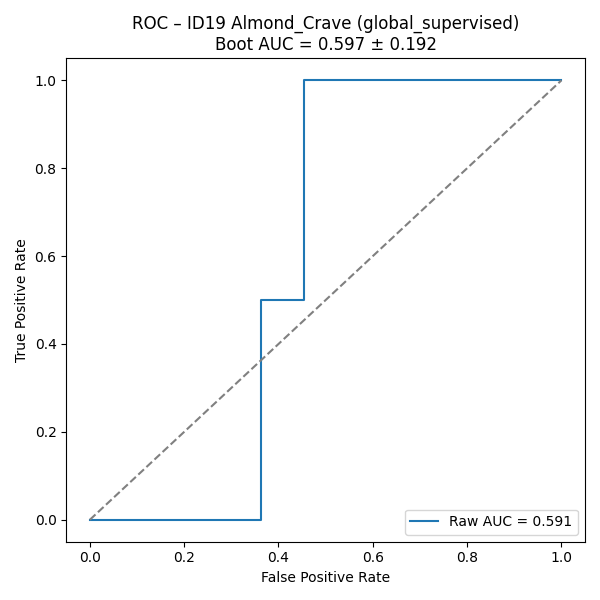 ROC – ID19 Almond_Crave (global_supervised)
Boot AUC = 0.597 ± 0.192
1.0
0.8
0.6
0.4
0.2
0.0
True Positive Rate
Raw AUC = 0.591
0.0 0.2 0.4 0.6 0.8 1.0
False Positive Rate